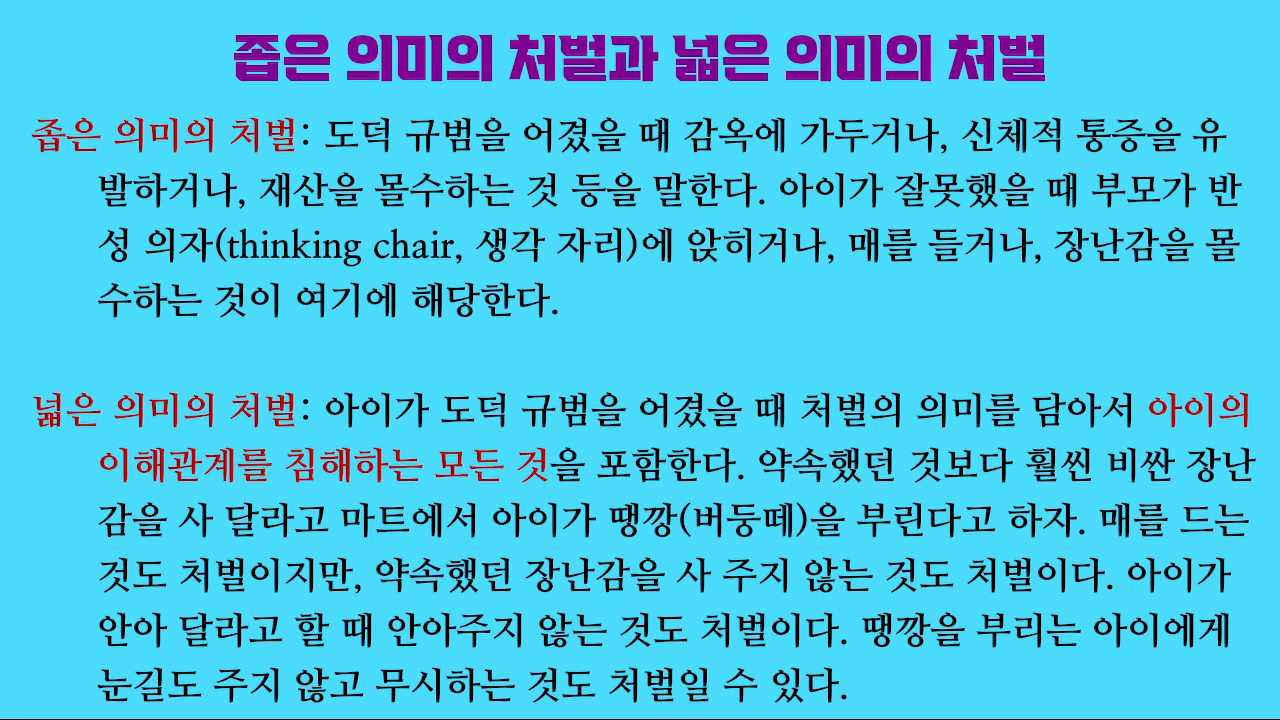 좁은 의미의 처벌과 넓은 의미의 처벌
좁은 의미의 처벌: 도덕 규범을 어겼을 때 감옥에 가두거나, 신체적 통증을 유
발하거나, 재산을 몰수하는 것 등을 말한다. 아이가 잘못했을 때 부모가 반
성 의자(thinking chair, 생각 자리)에 앉히거나, 매를 들거나, 장난감을 몰
수하는 것이 여기에 해당한다.
넓은 의미의 처벌: 아이가 도덕 규범을 어겼을 때 처벌의 의미를 담아서 아이의
이해관계를 침해하는 모든 것을 포함한다. 약속했던 것보다 훨씬 비싼 장난
감을 사 달라고 마트에서 아이가 땡깡(버둥떼)을 부린다고 하자. 매를 드는
것도 처벌이지만, 약속했던 장난감을 사 주지 않는 것도 처벌이다. 아이가
안아 달라고 할 때 안아주지 않는 것도 처벌이다. 땡깡을 부리는 아이에게
눈길도 주지 않고 무시하는 것도 처벌일 수 있다.